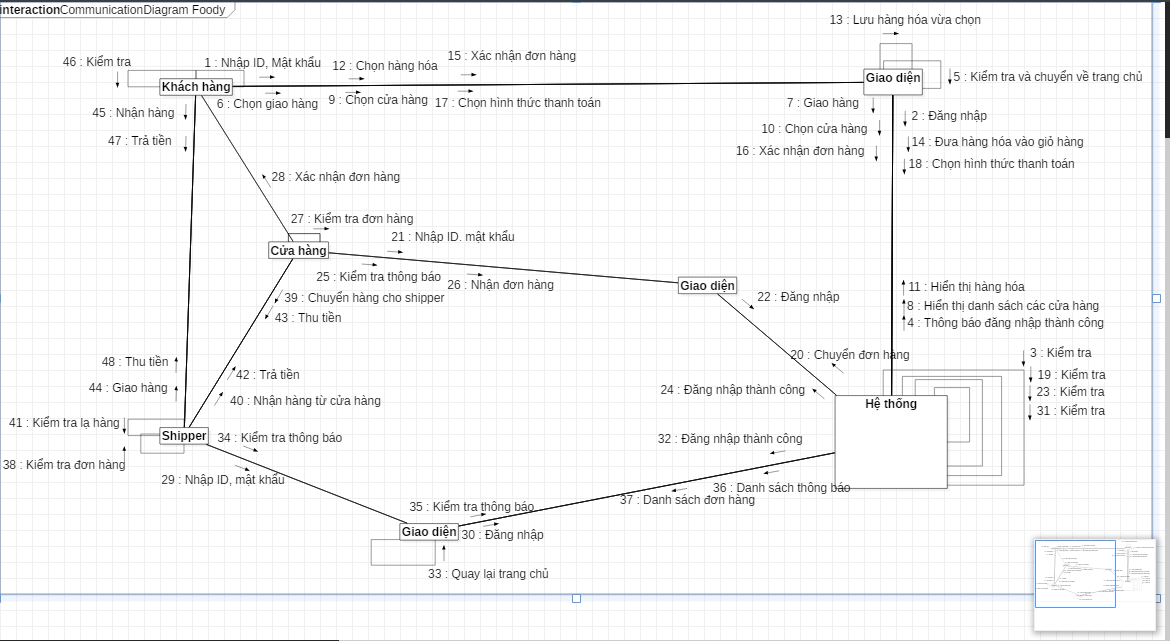 interactionCommunicationDiagram Foody
13 : Lưu hàng hóa vừa chọn
46 : Kiểm tra
1 : Nhập ID, Mật khẩu
12 : Chọn hàng hóa
15 : Xác nhận đơn hàng
Khách hàng
Giao diện
5 : Kiểm tra và chuyển về trang chủ
6 : Chọn giao hàng
9 : Chọn cửa hàng
17 : Chọn hình thức thanh toán
7 : Giao hàng
45 : Nhận hàng
2 : Đăng nhập
10 : Chọn cửa hàng
47 : Trả tiền
14 : Đưa hàng hóa vào giỏ hàng
16 : Xác nhận đơn hàng
18 : Chọn hình thức thanh toán
28 : Xác nhận đơn hàng
27 : Kiểm tra đơn hàng
21 : Nhập ID. mật khẩu
Cửa hàng
25 : Kiểm tra thông báo
26 : Nhận đơn hàng
Giao diện
11 : Hiển thị hàng hóa
39 : Chuyển hàng cho shipper
22 : Đăng nhập
8 : Hiển thị danh sách các cửa hàng
43 : Thu tiền
4 : Thông báo đăng nhập thành công
20 : Chuyển đơn hàng
3 : Kiểm tra
48 : Thu tiền
42 : Trả tiền
19 : Kiểm tra
44 : Giao hàng
24 : Đăng nhập thành công
23 : Kiểm tra
40 : Nhận hàng từ cửa hàng
Hệ thống
31 : Kiểm tra
41 : Kiểm tra lạ hàng
Shipper
34 : Kiểm tra thông báo
32 : Đăng nhập thành công
38 : Kiểm tra đơn hàng
29 : Nhập ID, mật khẩu
36 : Danh sách thông báo
37 : Danh sách đơn hàng
35 : Kiểm tra thông báo
Giao diện
30 : Đăng nhập
33 : Quay lại trang chủ